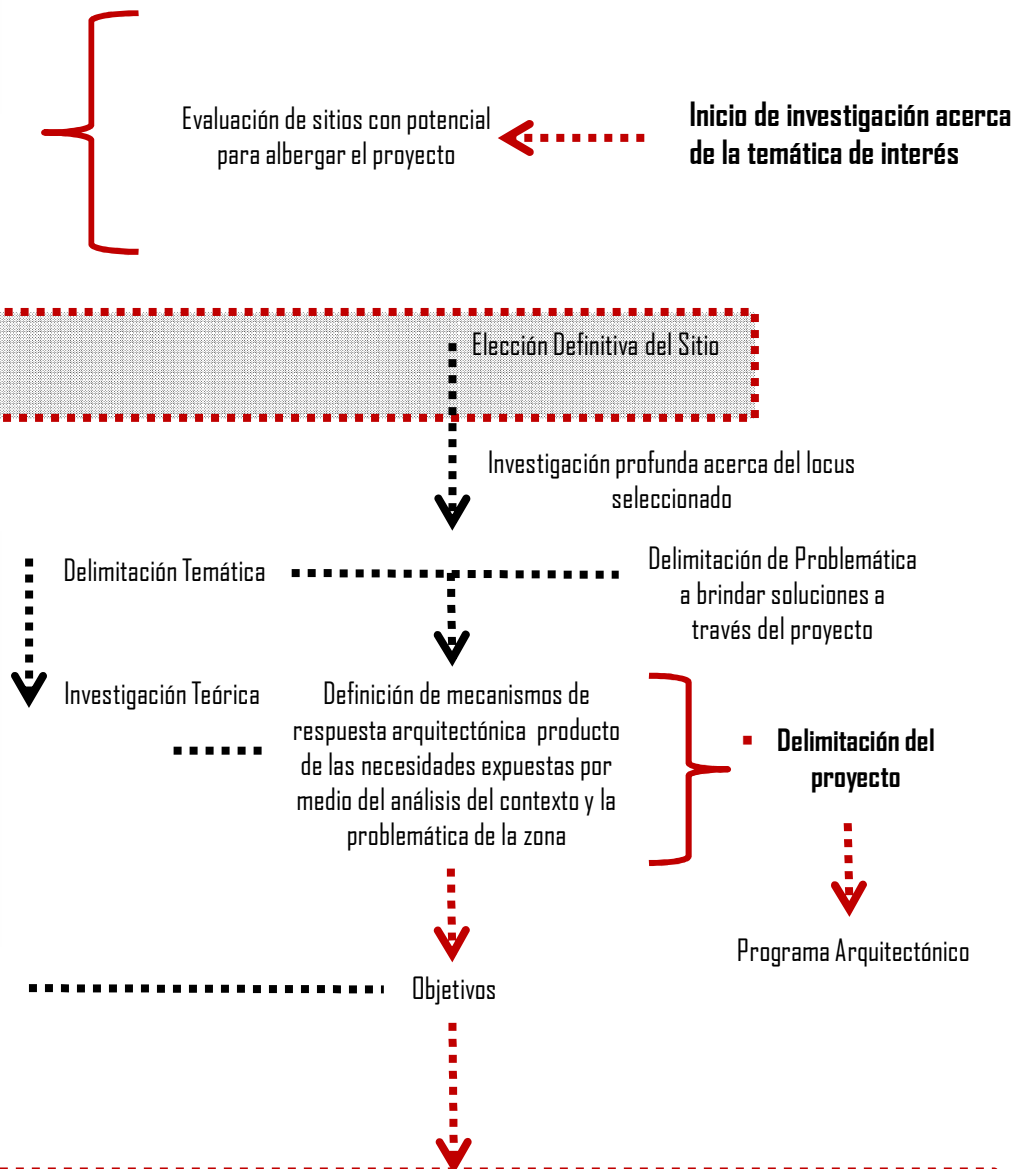 Evaluación de sitios con potencial
para albergar el proyecto
Inicio de investigación acerca
de la temática de interés
Elección Definitiva del Sitio
Investigación profunda acerca del locus
seleccionado
Delimitación Temática
Delimitación de Problemática
a brindar soluciones a
través del proyecto
Investigación Teórica
Definición de mecanismos de
respuesta arquitectónica producto
de las necesidades expuestas por
medio del análisis del contexto y la
problemática de la zona
Delimitación del
proyecto
Programa Arquitectónico
Objetivos